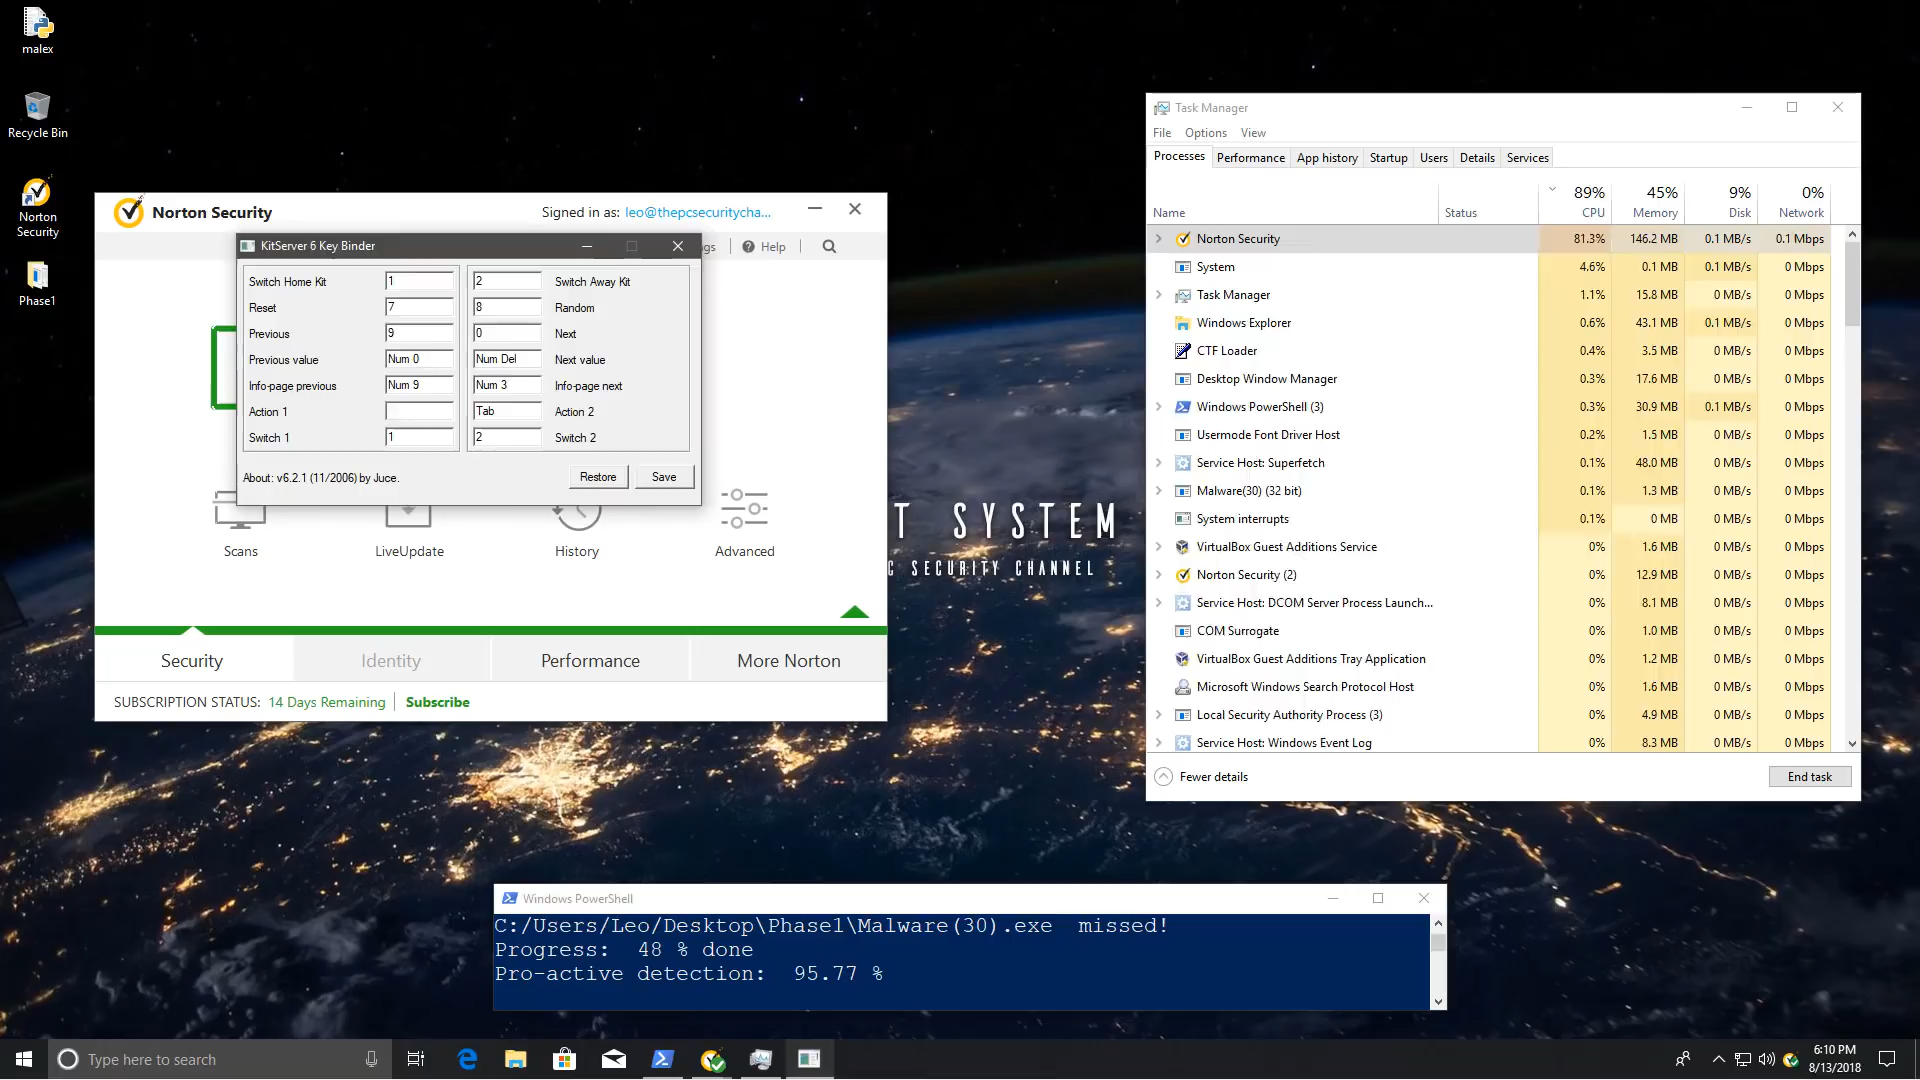 malex
Recycle Bin
Norton
Security
Phase1
Norton Security
Signed in as: leo@thepcsecuritycha...
gs
Help
KitServer 6 Key Binder
Switch Home Kit 1 2 Switch Away Kit
Reset 7 8 Random
Previous 9 0 Next
Previous value Num 0 Num Del Next value
Info-page previous Num 9 Num 3 Info-page next
Action 1 Tab Action 2
Switch 1 1 2 Switch 2
About: v6.2.1 (11/2006) by Juce.
Restore Save
Scans LiveUpdate History Advanced
Security Identity Performance More Norton
SUBSCRIPTION STATUS: 14 Days Remaining Subscribe
T SYSTEM
C SECURITY CHANNEL
Task Manager
File Options View
Processes Performance App history Startup Users Details Services
89% 45% 9% 0%
Name Status CPU Memory Disk Network
Norton Security 81.3% 146.2 MB 0.1 MB/s 0.1 Mbps
System 4.6% 0.1 MB 0.1 MB/s 0 Mbps
Task Manager 1.1% 15.8 MB 0 MB/s 0 Mbps
Windows Explorer 0.6% 43.1 MB 0.1 MB/s 0 Mbps
CTF Loader 0.4% 3.5 MB 0 MB/s 0 Mbps
Desktop Window Manager 0.3% 17.6 MB 0 MB/s 0 Mbps
Windows PowerShell (3) 0.3% 30.9 MB 0.1 MB/s 0 Mbps
Usermode Font Driver Host 0.2% 1.5 MB 0 MB/s 0 Mbps
Service Host: Superfetch 0.1% 48.0 MB 0 MB/s 0 Mbps
Malware(30) (32 bit) 0.1% 1.3 MB 0 MB/s 0 Mbps
System interrupts 0.1% 0 MB 0 MB/s 0 Mbps
VirtualBox Guest Additions Service 0% 1.6 MB 0 MB/s 0 Mbps
Norton Security (2) 0% 12.9 MB 0 MB/s 0 Mbps
Service Host: DCOM Server Process Launch... 0% 8.1 MB 0 MB/s 0 Mbps
COM Surrogate 0% 1.0 MB 0 MB/s 0 Mbps
VirtualBox Guest Additions Tray Application 0% 1.2 MB 0 MB/s 0 Mbps
Microsoft Windows Search Protocol Host 0% 1.6 MB 0 MB/s 0 Mbps
Local Security Authority Process (3) 0% 4.9 MB 0 MB/s 0 Mbps
Service Host: Windows Event Log 0% 8.3 MB 0 MB/s 0 Mbps
Fewer details End task
Windows PowerShell
C:/Users/Leo/Desktop\Phase1\Malware(30).exe missed!
Progress: 48 % done
Pro-active detection: 95.77 %
Type here to search
6:10 PM
8/13/2018